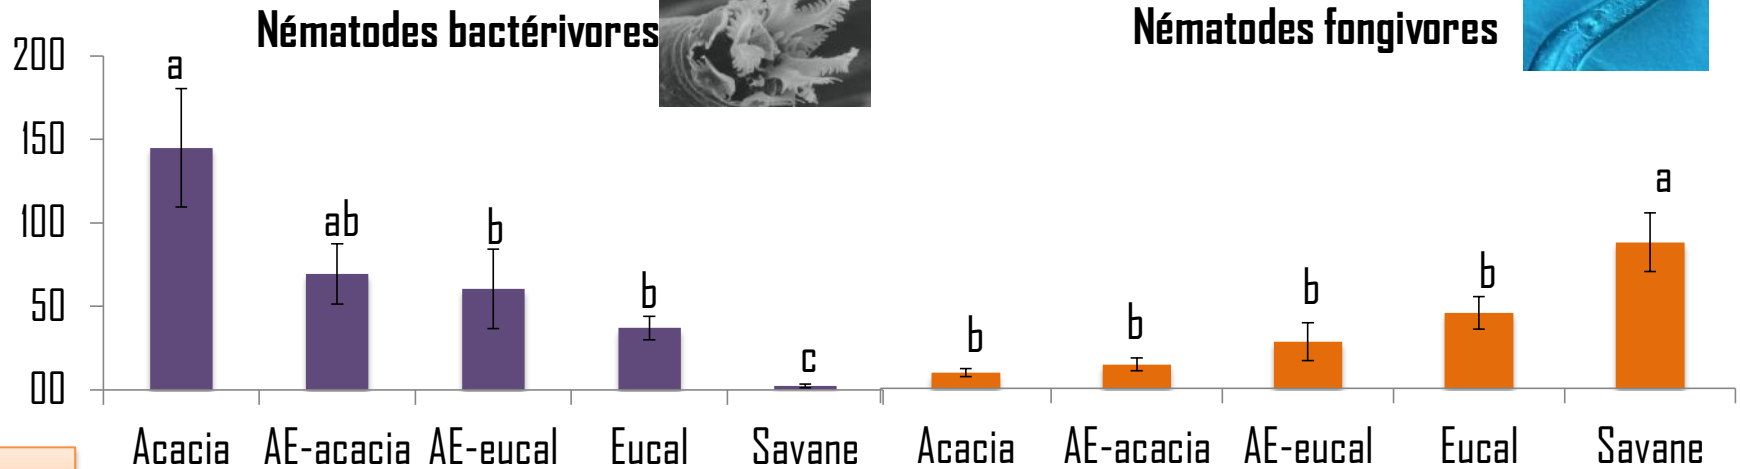 Nématodes bactérivores
Nématodes fongivores
200
150
100
50
00
a
ab
b
b
c
b
b
b
b
a
Acacia AE-acacia AE-eucal Eucal Savane
Acacia AE-acacia AE-eucal Eucal Savane